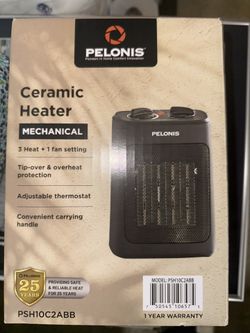 PELONIS®
Pioneer in Home Comfort Innovation
Ceramic
Heater
MECHANICAL
3 Heat + 1 fan setting
Tip-over & overheat
protection
Adjustable thermostat
Convenient carrying
handle
PELONIS
PELONIS
25
YEARS
PROVIDING SAFE
& RELIABLE HEAT
FOR 25 YEARS
MODEL: PSH10C2ABB
PSH10C2ABB
1 YEAR WARRANTY